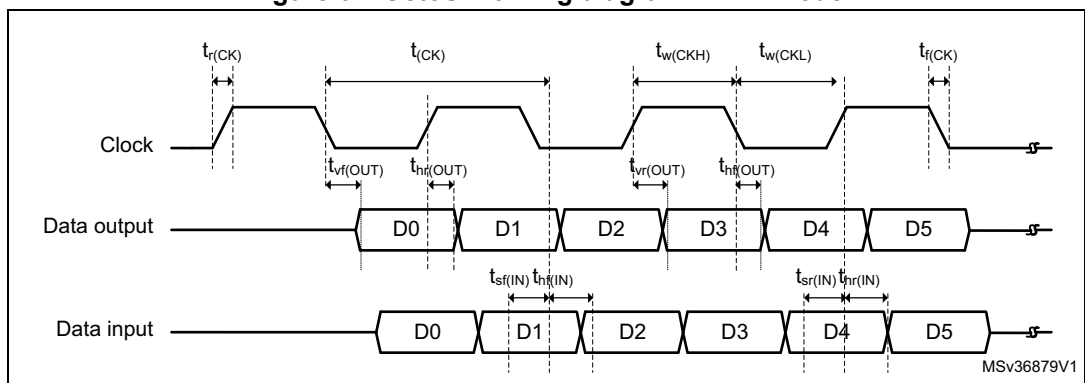 t_r(CK) t_(CK) t_w(CKH) t_w(CKL) t_f(CK)
Clock
t_vf(OUT) t_hr(OUT) t_vr(OUT) t_hf(OUT)
Data output D0 D1 D2 D3 D4 D5
t_sf(IN) t_hf(IN) t_sr(IN) t_hr(IN)
Data input D0 D1 D2 D3 D4 D5
MSv36879V1